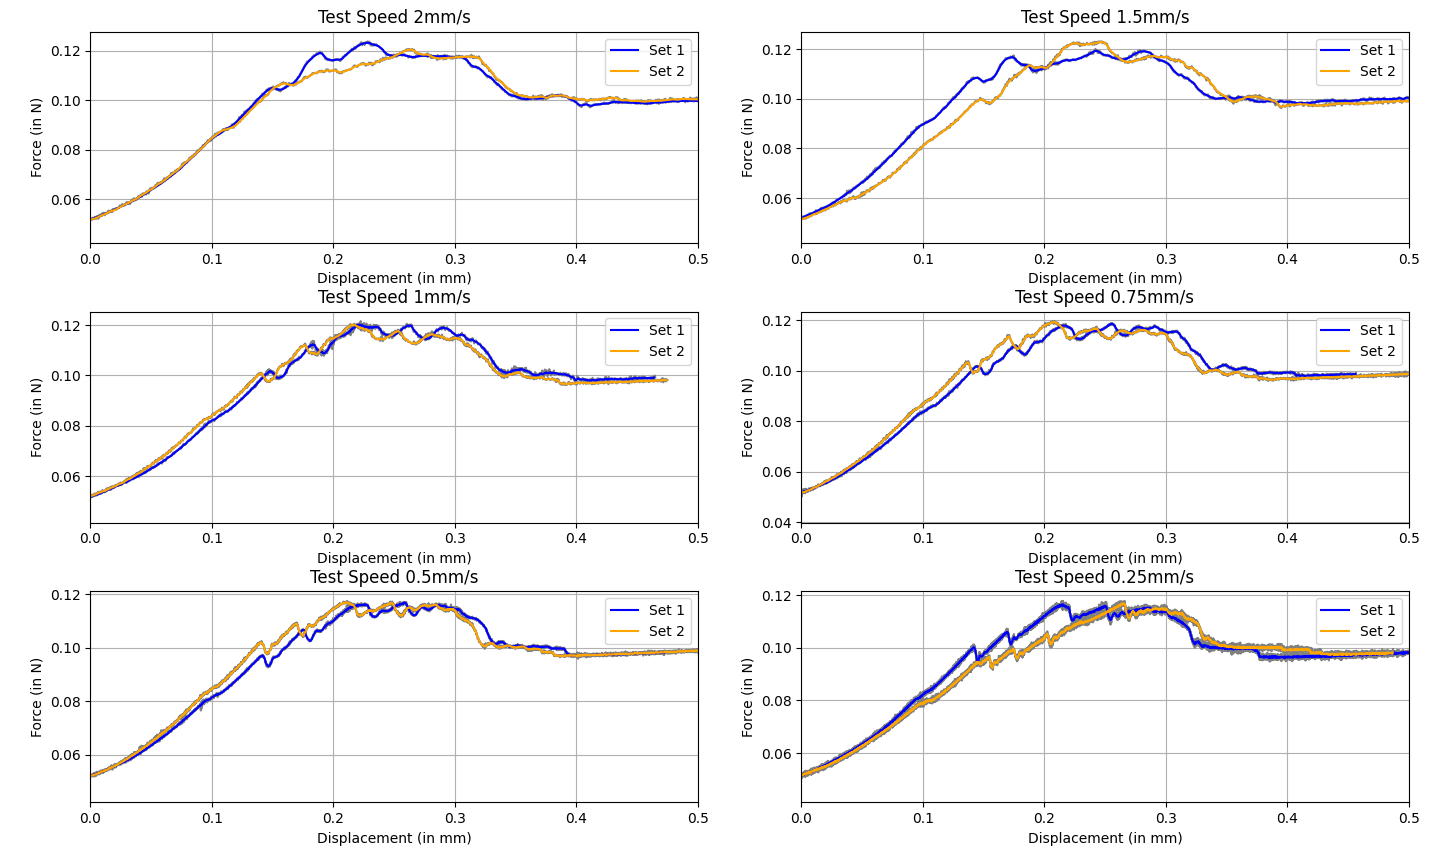 Test Speed 2mm/s
Force (in N)
0.12
0.10
0.08
0.06
Set 1
Set 2
0.0 0.1 0.2 0.3 0.4 0.5
Displacement (in mm)
Test Speed 1.5mm/s
Force (in N)
0.12
0.10
0.08
0.06
Set 1
Set 2
0.0 0.1 0.2 0.3 0.4 0.5
Displacement (in mm)
Test Speed 1mm/s
Force (in N)
0.12
0.10
0.08
0.06
Set 1
Set 2
0.0 0.1 0.2 0.3 0.4 0.5
Displacement (in mm)
Test Speed 0.75mm/s
Force (in N)
0.12
0.10
0.08
0.06
0.04
Set 1
Set 2
0.0 0.1 0.2 0.3 0.4 0.5
Displacement (in mm)
Test Speed 0.5mm/s
Force (in N)
0.12
0.10
0.08
0.06
Set 1
Set 2
0.0 0.1 0.2 0.3 0.4 0.5
Displacement (in mm)
Test Speed 0.25mm/s
Force (in N)
0.12
0.10
0.08
0.06
Set 1
Set 2
0.0 0.1 0.2 0.3 0.4 0.5
Displacement (in mm)